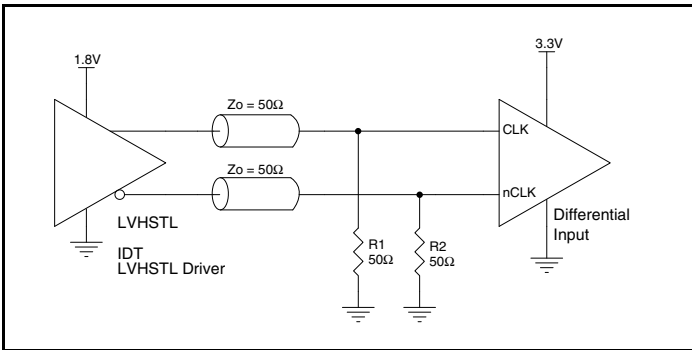 1.8V
3.3V
Zo = 50Ω
CLK
Zo = 50Ω
nCLK
LVHSTL
IDT
LVHSTL Driver
R1
50Ω
R2
50Ω
Differential
Input